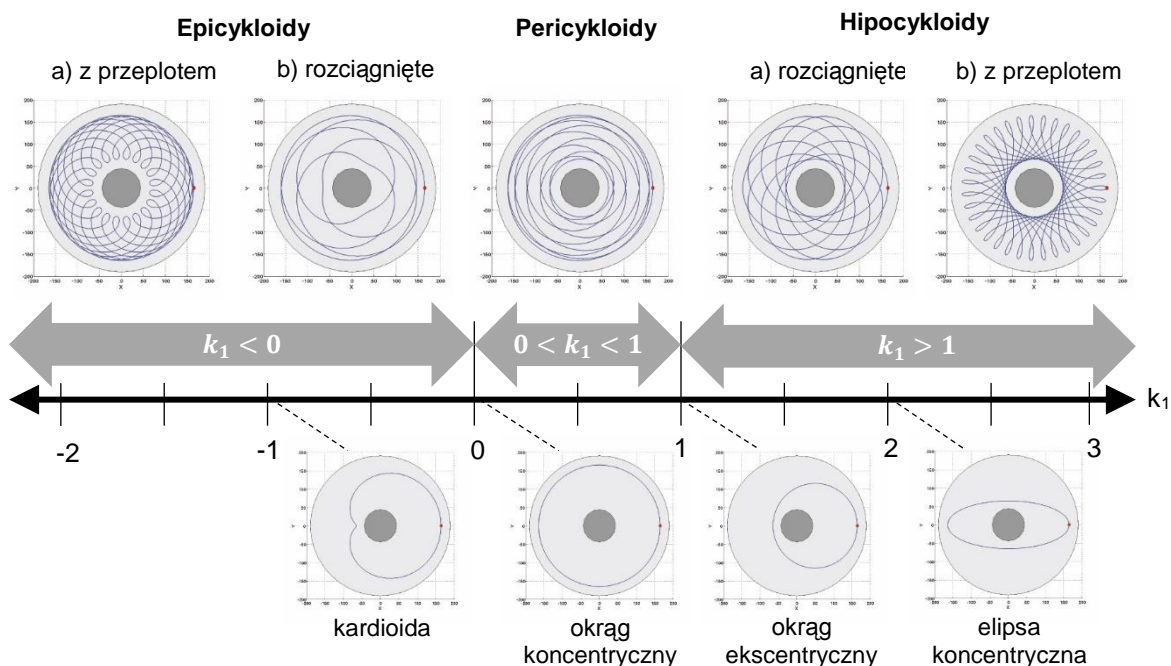 Epicykloidy
Pericykloidy
Hipocykloidy
a) z przeplotem
b) rozciągnięte
a) rozciągnięte
b) z przeplotem
k₁ < 0
0 < k₁ < 1
k₁ > 1
k₁
-2
-1
0
1
2
3
kardioida
okrąg
koncentryczny
okrąg
ekscentryczny
elipsa
koncentryczna